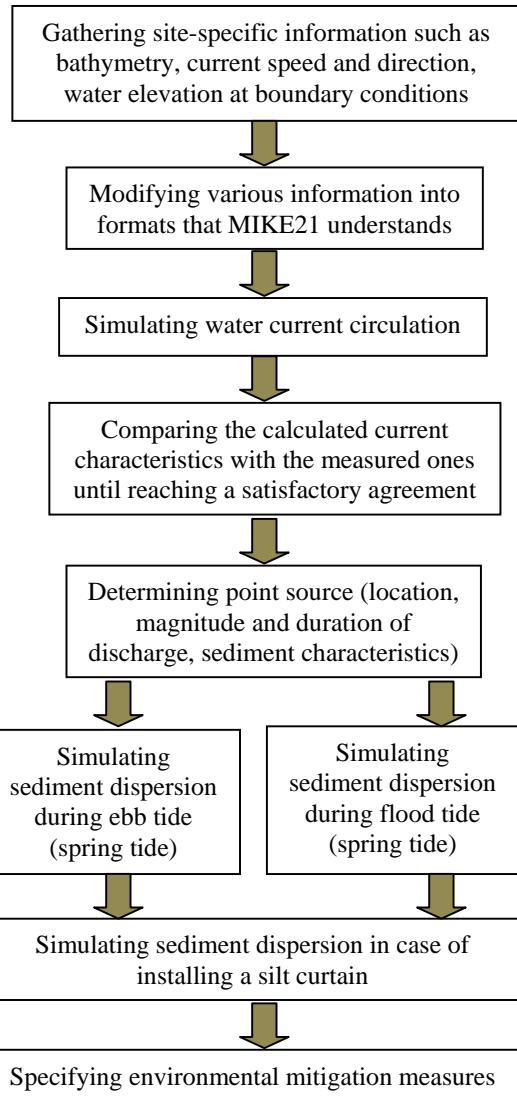 Gathering site-specific information such as
bathymetry, current speed and direction,
water elevation at boundary conditions
Modifying various information into
formats that MIKE21 understands
Simulating water current circulation
Comparing the calculated current
characteristics with the measured ones
until reaching a satisfactory agreement
Determining point source (location,
magnitude and duration of
discharge, sediment characteristics)
Simulating
sediment dispersion
during ebb tide
(spring tide)
Simulating
sediment dispersion
during flood tide
(spring tide)
Simulating sediment dispersion in case of
installing a silt curtain
Specifying environmental mitigation measures